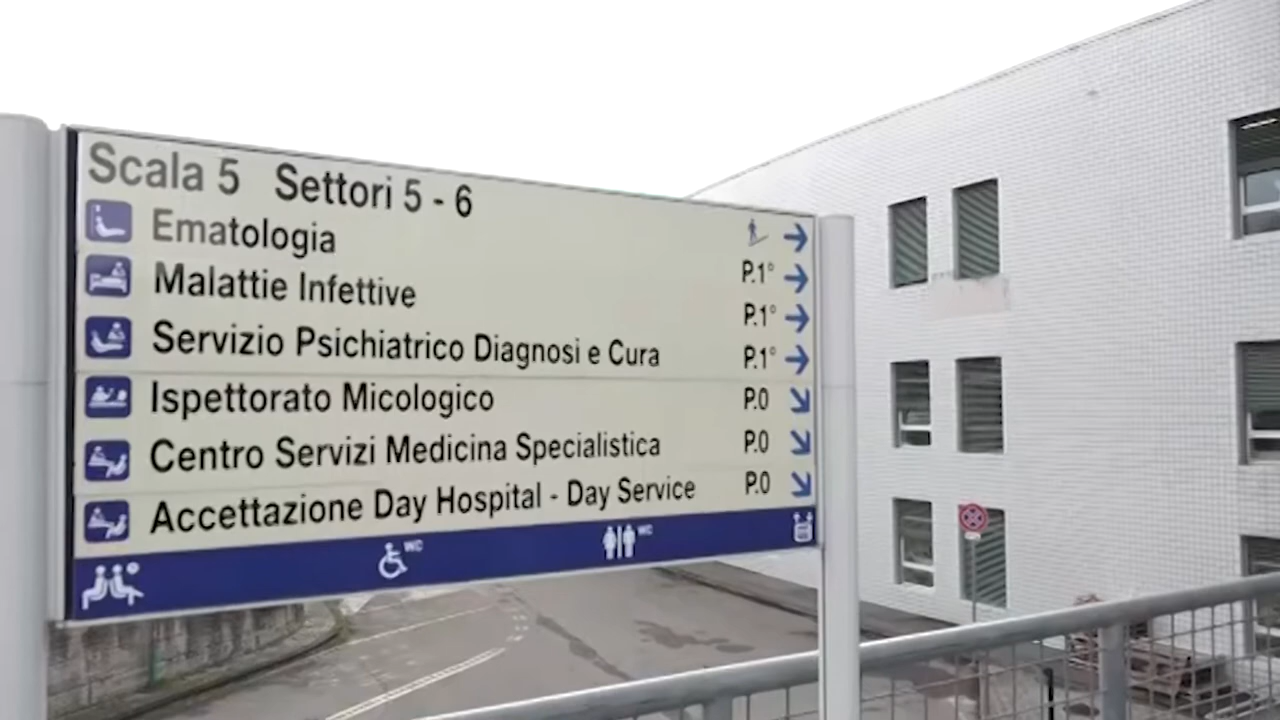 Scala 5 Settori 5 - 6
Ematologia P.1°
Malattie Infettive P.1°
Servizio Psichiatrico Diagnosi e Cura P.1°
Ispettorato Micologico P.0
Centro Servizi Medicina Specialistica P.0
Accettazione Day Hospital - Day Service P.0
WC WC